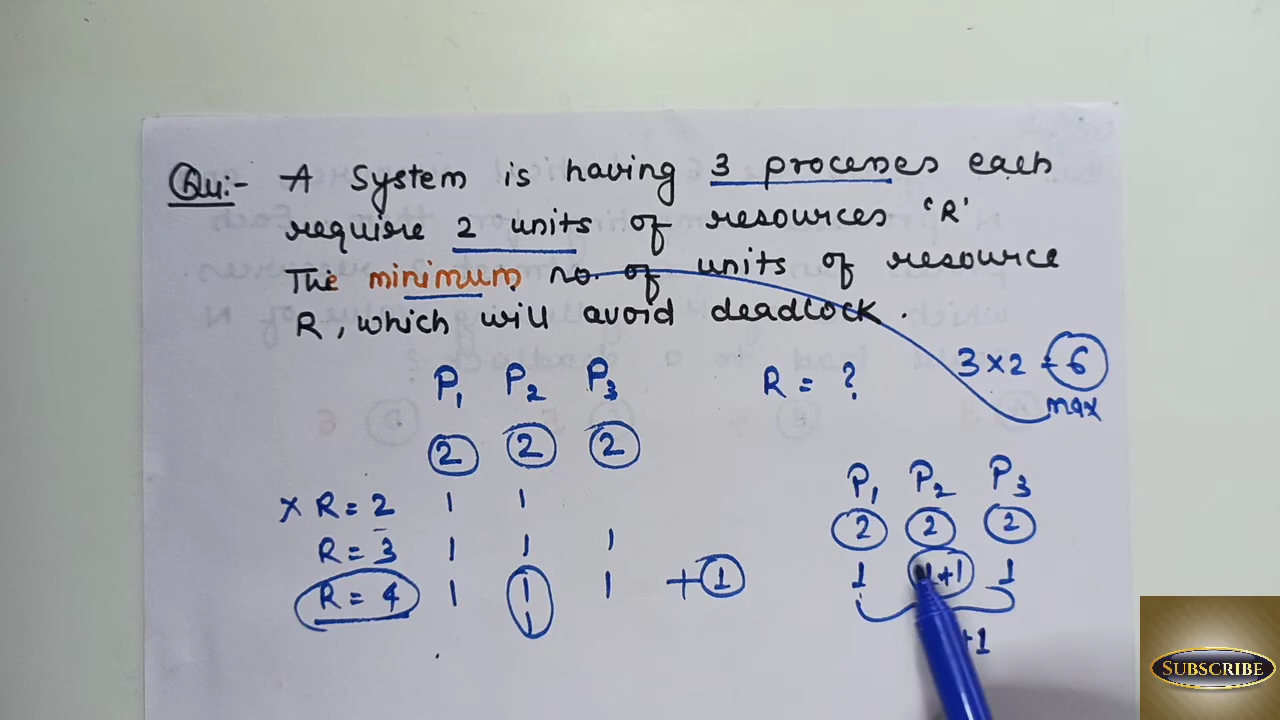 Qu:- A System is having 3 processes each
require 2 units of resources 'R'
The minimum no. of units of resource
R, which will avoid deadlock.
3 × 2 = 6
max
P1 P2 P3 R = ?
2 2 2
× R = 2 1 1
R = 3 1 1 1
R = 4 1 1 1 + 1
1
P1 P2 P3
2 2 2
1 1+1 1
+1
SUBSCRIBE